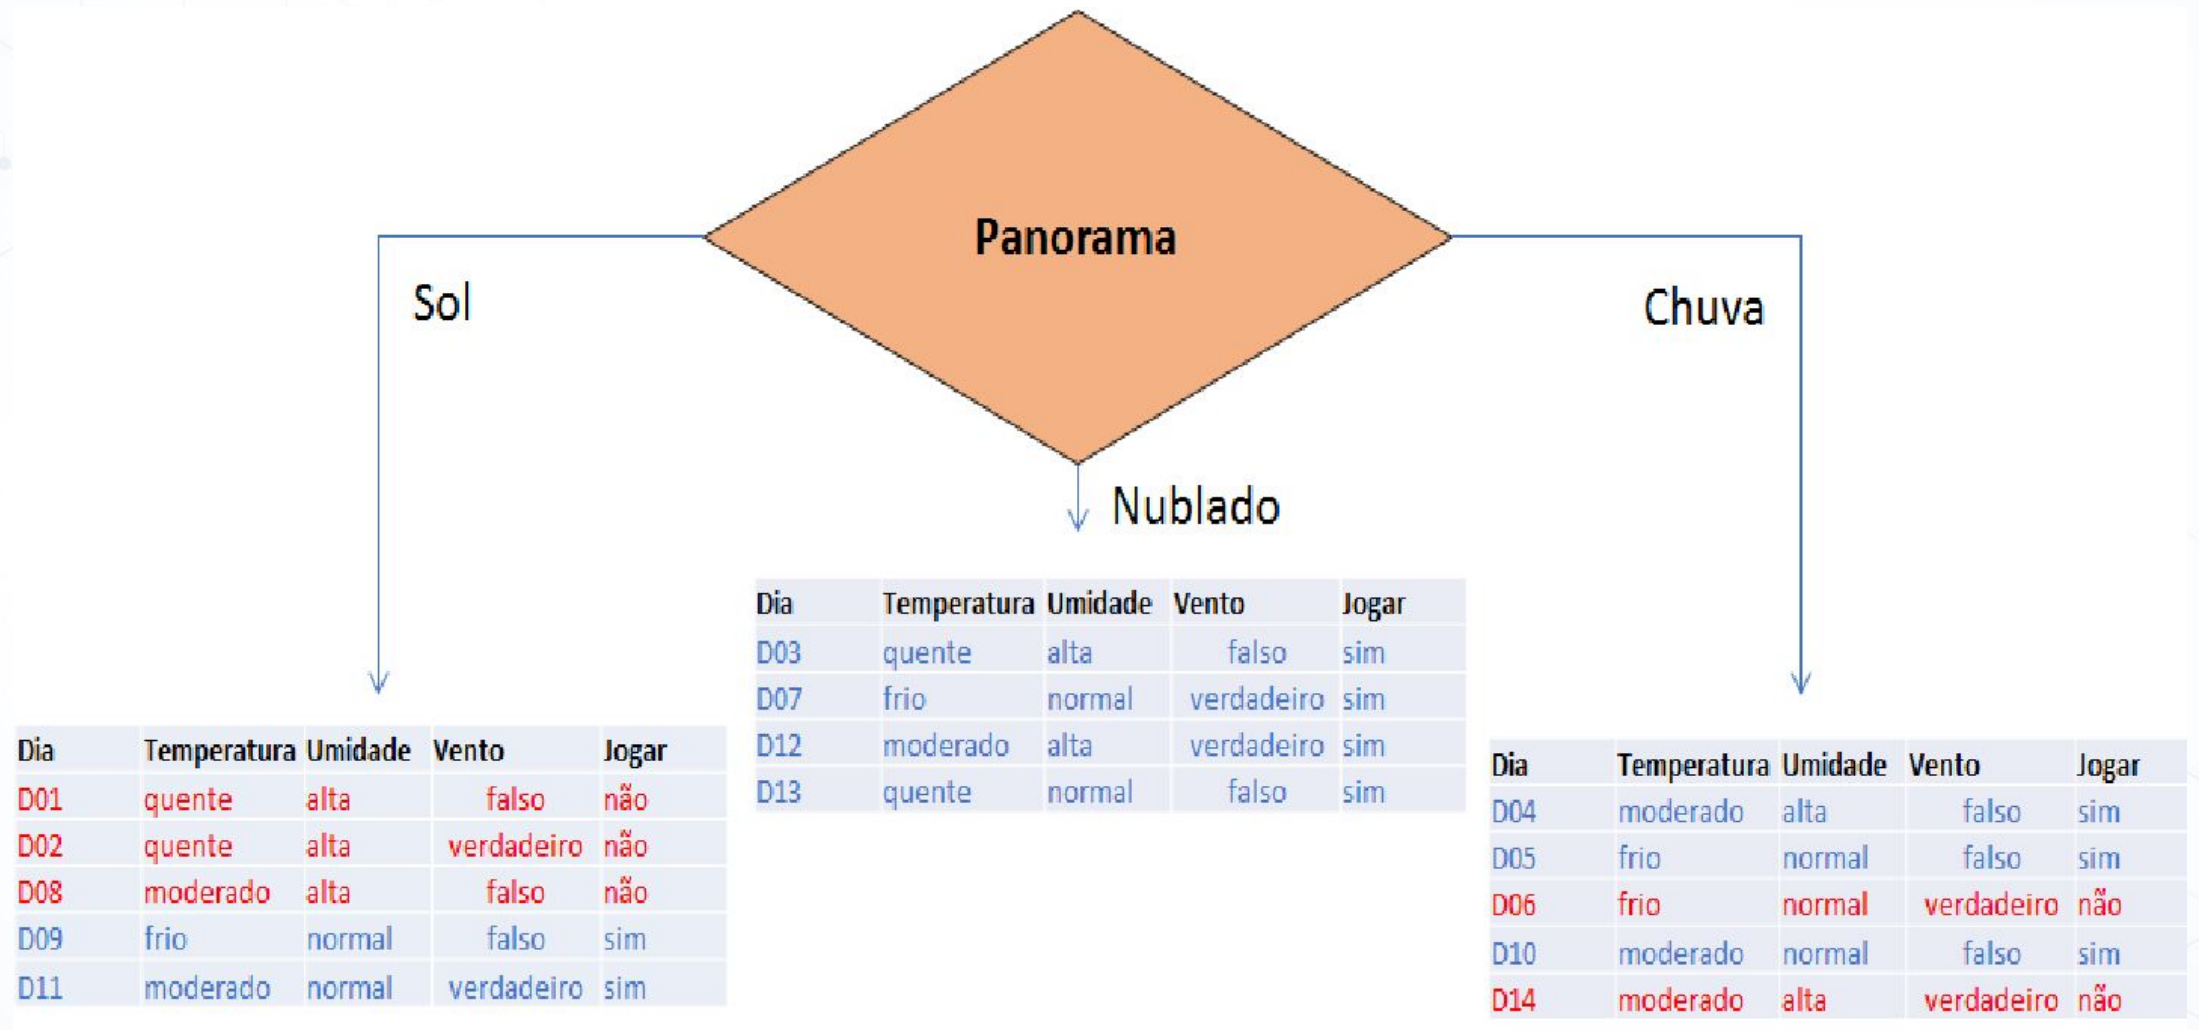 Panorama
Sol
Chuva
Nublado
Dia Temperatura Umidade Vento Jogar
D03 quente alta falso sim
D07 frio normal verdadeiro sim
D12 moderado alta verdadeiro sim
D13 quente normal falso sim
Dia Temperatura Umidade Vento Jogar
D01 quente alta falso não
D02 quente alta verdadeiro não
D08 moderado alta falso não
D09 frio normal falso sim
D11 moderado normal verdadeiro sim
Dia Temperatura Umidade Vento Jogar
D04 moderado alta falso sim
D05 frio normal falso sim
D06 frio normal verdadeiro não
D10 moderado normal falso sim
D14 moderado alta verdadeiro não